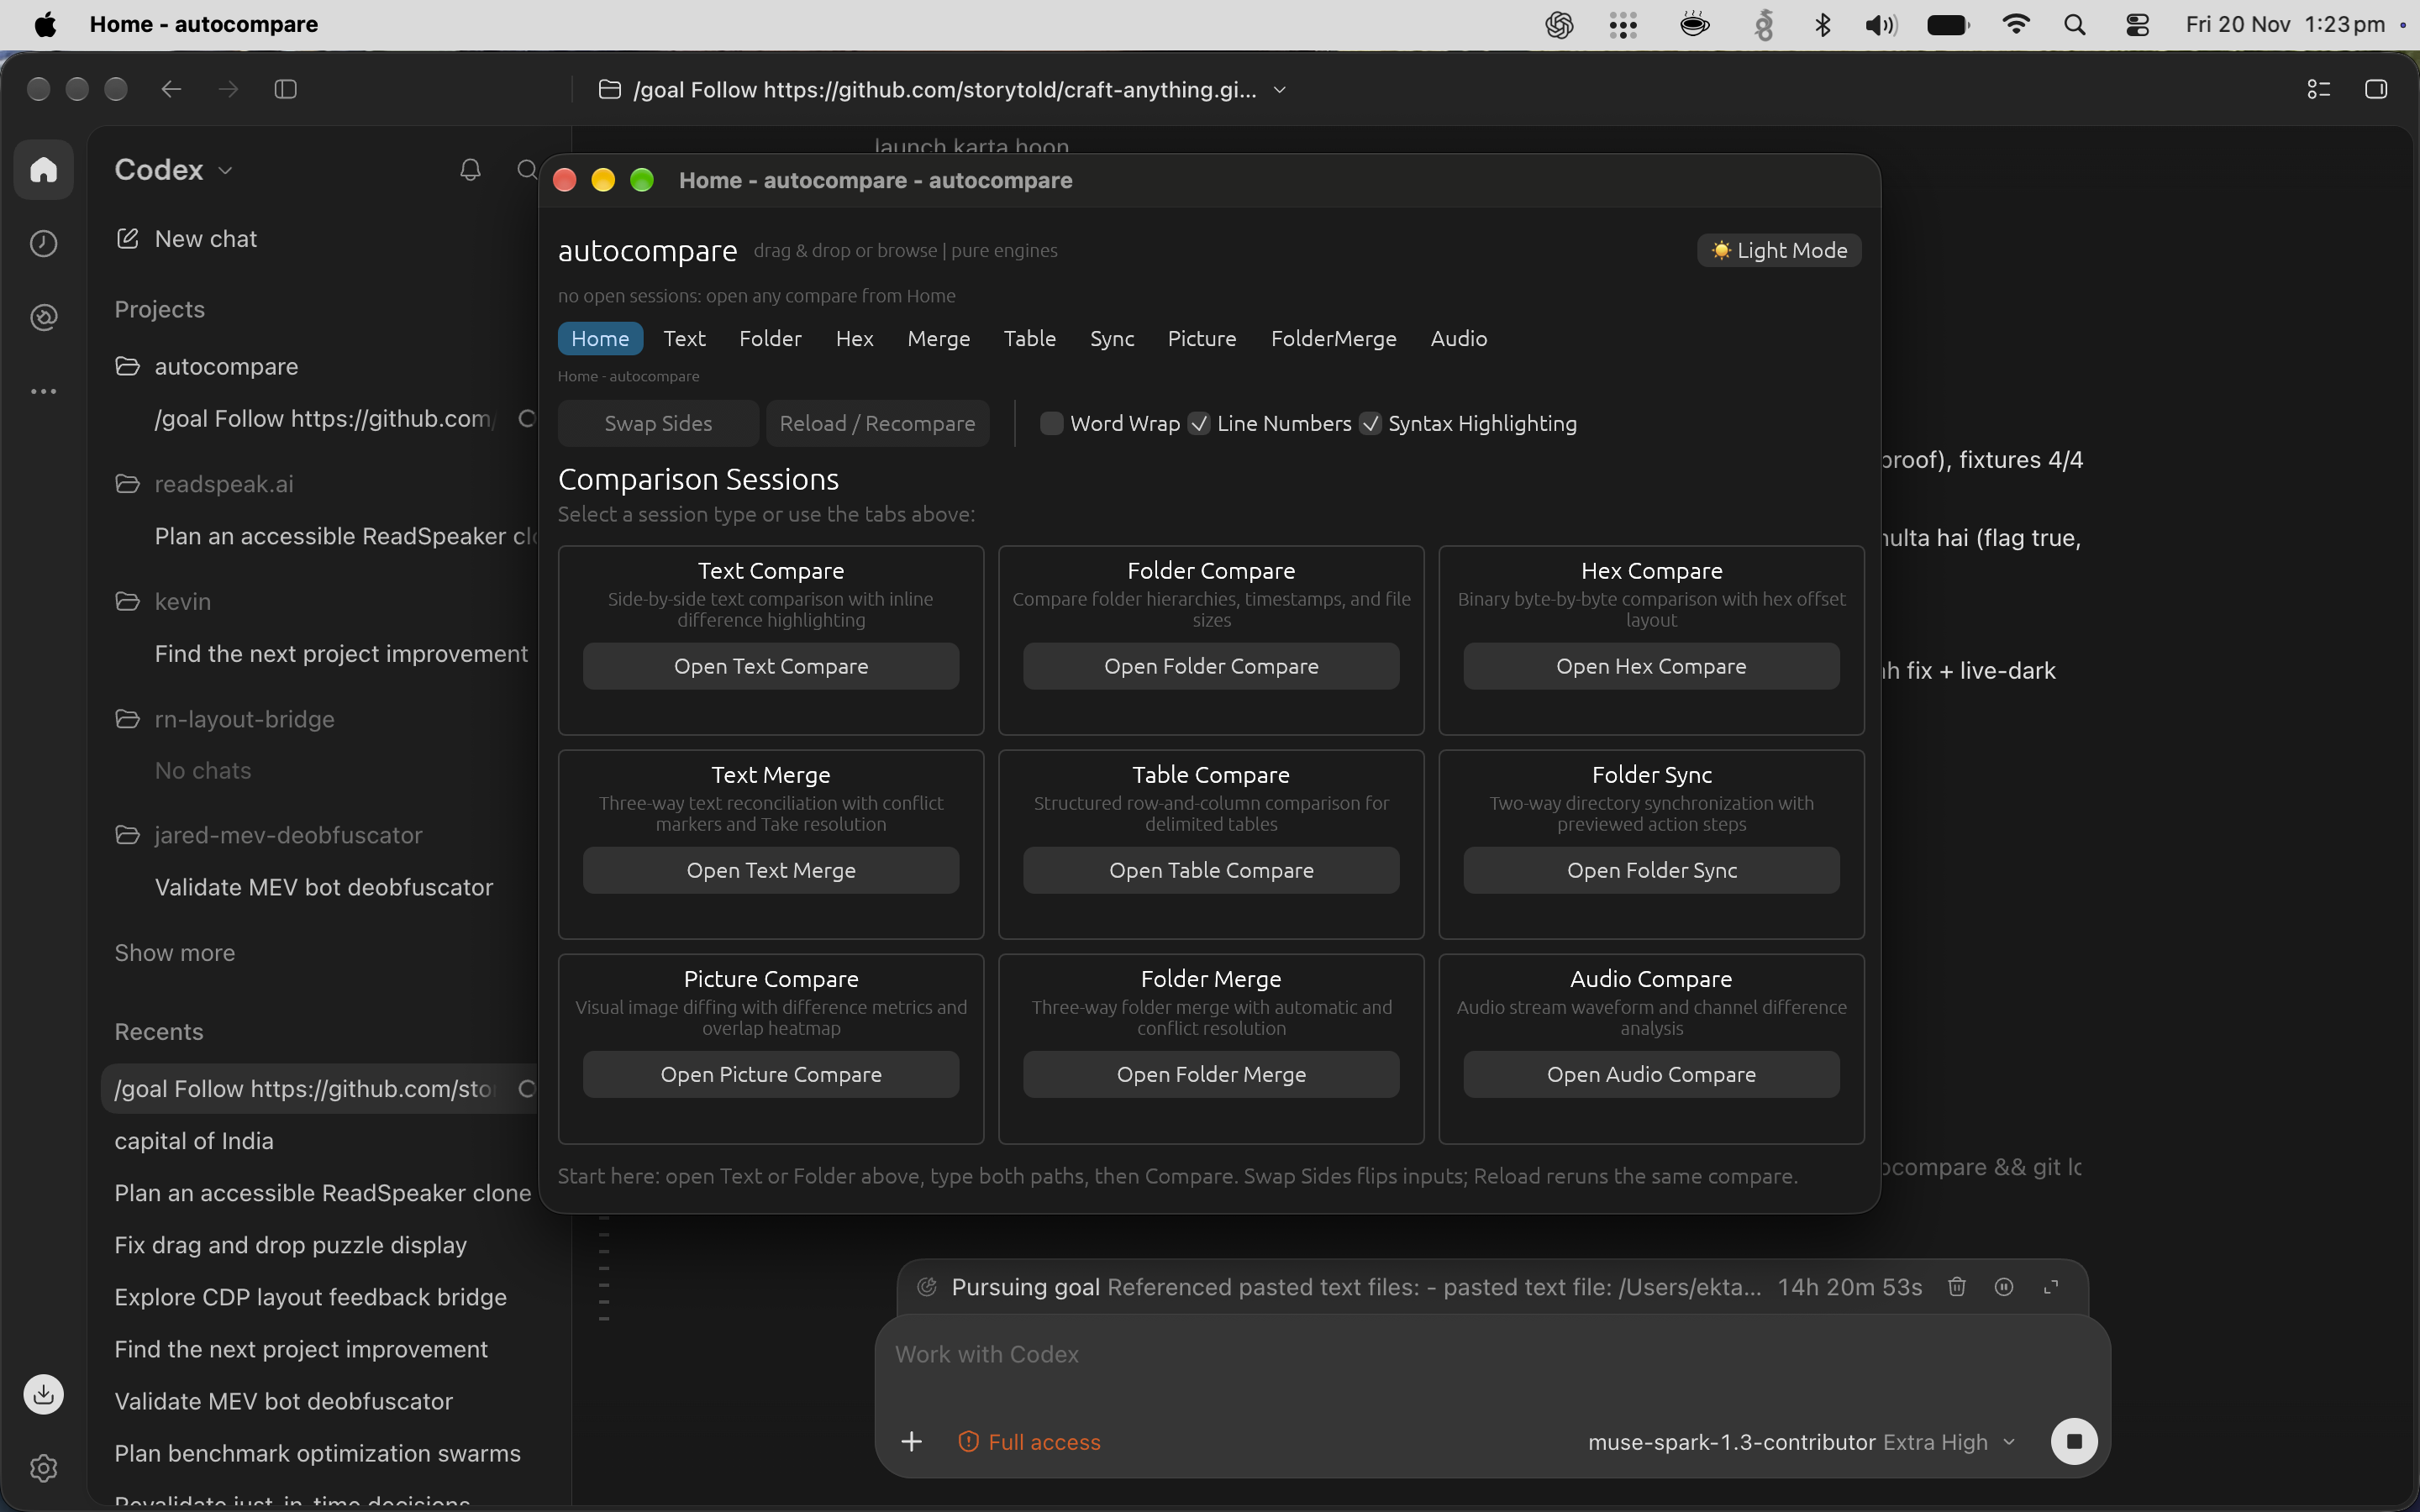 Home - autocompare
Fri 20 Nov 1:23 pm
/goal Follow https://github.com/storytold/craft-anything.gi...
Codex
New chat
Projects
autocompare
/goal Follow https://github.com/
readspeak.ai
Plan an accessible ReadSpeaker clo
kevin
Find the next project improvement
rn-layout-bridge
No chats
jared-mev-deobfuscator
Validate MEV bot deobfuscator
Show more
Recents
/goal Follow https://github.com/sto
capital of India
Plan an accessible ReadSpeaker clone
Fix drag and drop puzzle display
Explore CDP layout feedback bridge
Find the next project improvement
Validate MEV bot deobfuscator
Plan benchmark optimization swarms
Revalidate just-in-time decisions
launch karta hoon
Home - autocompare - autocompare
autocompare drag & drop or browse | pure engines
☀️ Light Mode
no open sessions: open any compare from Home
Home Text Folder Hex Merge Table Sync Picture FolderMerge Audio
Home - autocompare
Swap Sides Reload / Recompare Word Wrap Line Numbers Syntax Highlighting
Comparison Sessions
Select a session type or use the tabs above:
Text Compare
Side-by-side text comparison with inline
difference highlighting
Open Text Compare
Folder Compare
Compare folder hierarchies, timestamps, and file
sizes
Open Folder Compare
Hex Compare
Binary byte-by-byte comparison with hex offset
layout
Open Hex Compare
Text Merge
Three-way text reconciliation with conflict
markers and Take resolution
Open Text Merge
Table Compare
Structured row-and-column comparison for
delimited tables
Open Table Compare
Folder Sync
Two-way directory synchronization with
previewed action steps
Open Folder Sync
Picture Compare
Visual image diffing with difference metrics and
overlap heatmap
Open Picture Compare
Folder Merge
Three-way folder merge with automatic and
conflict resolution
Open Folder Merge
Audio Compare
Audio stream waveform and channel difference
analysis
Open Audio Compare
Start here: open Text or Folder above, type both paths, then Compare. Swap Sides flips inputs; Reload reruns the same compare.
proof), fixtures 4/4
hai (flag true,
fix + live-dark
ocompare && git lo
Pursuing goal Referenced pasted text files: - pasted text file: /Users/ekta... 14h 20m 53s
Work with Codex
Full access
muse-spark-1.3-contributor Extra High